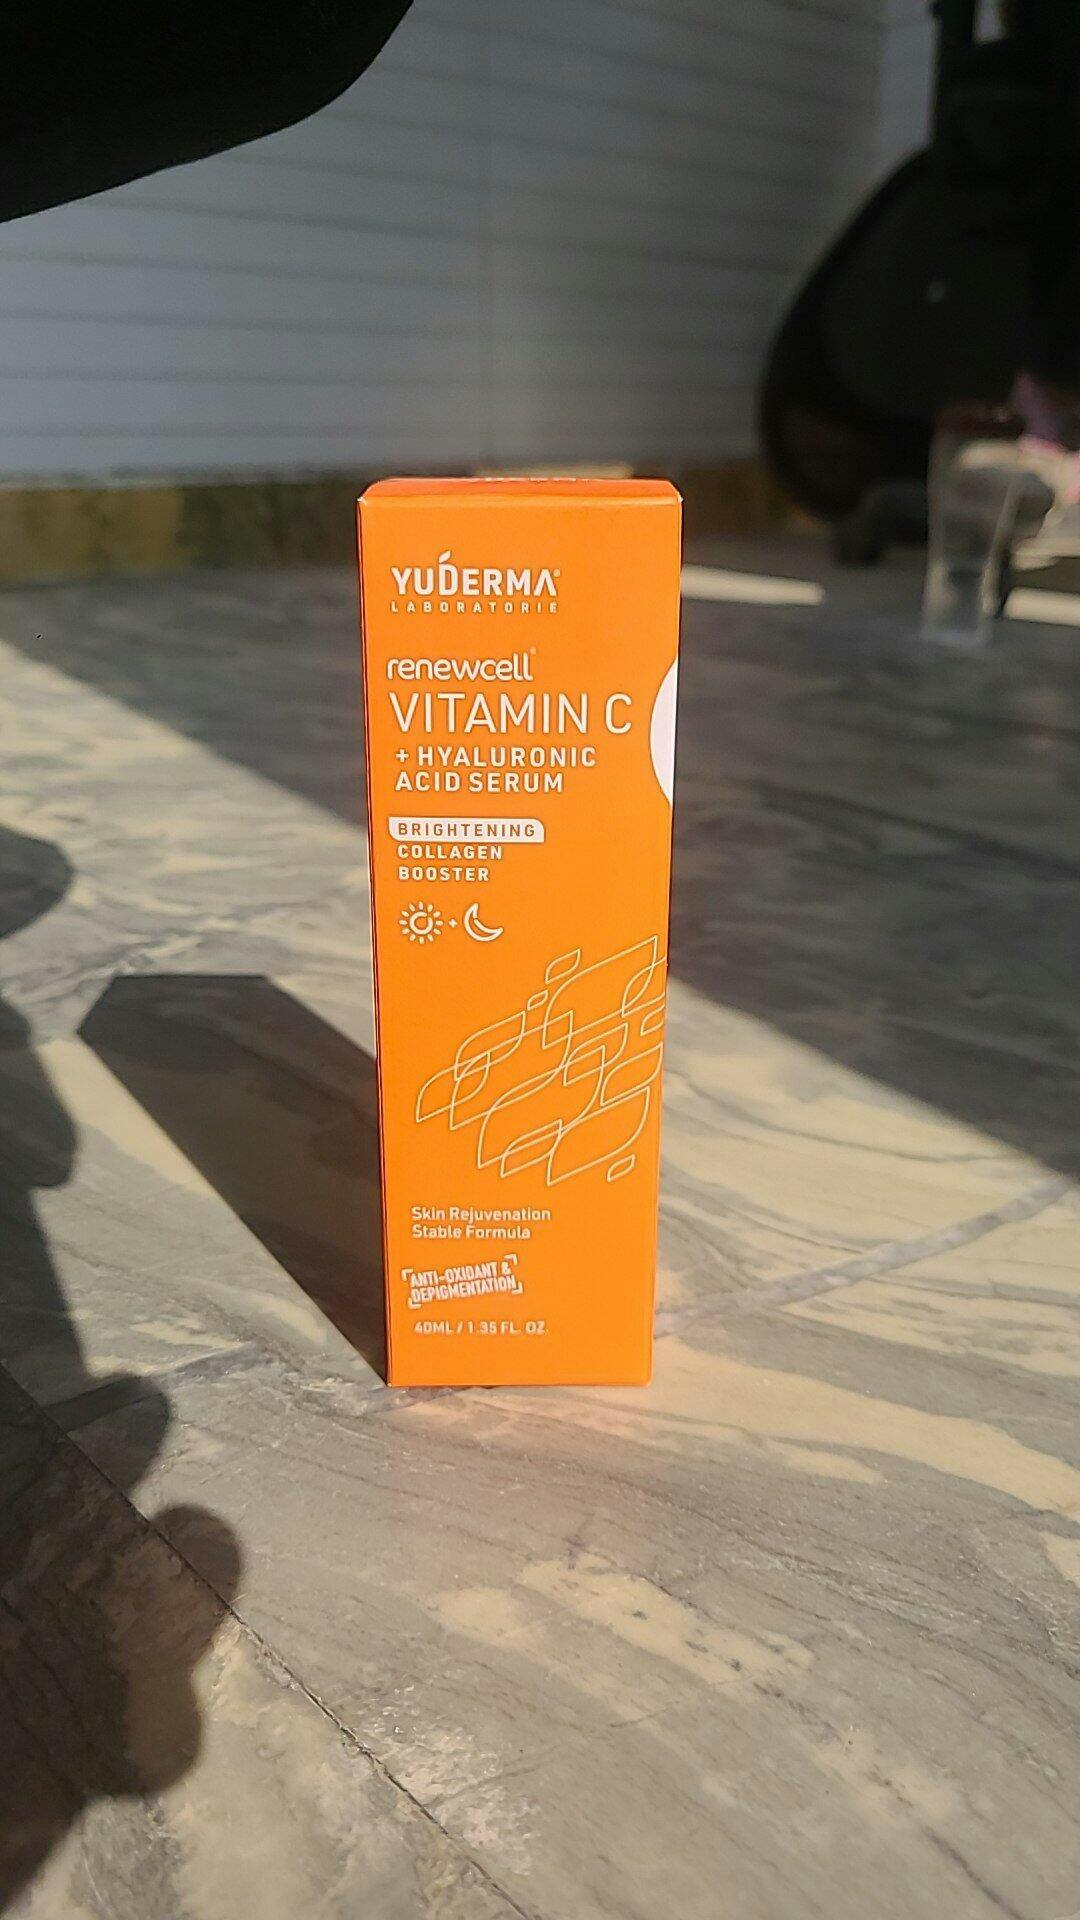 YUDERMA®
LABORATORIE
renewcell®
VITAMIN C
+ HYALURONIC
ACID SERUM
BRIGHTENING
COLLAGEN
BOOSTER
+
Skin Rejuvenation
Stable Formula
ANTI-OXIDANT &
DEPIGMENTATION
40ML / 1.35 FL. OZ.